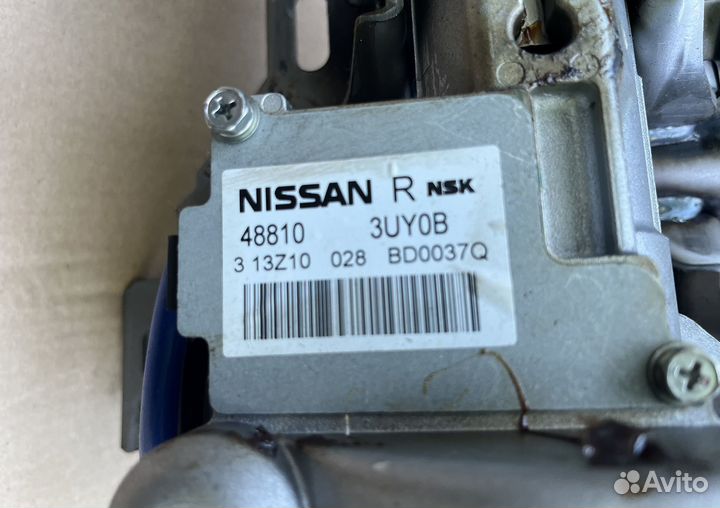 NISSAN R NSK
48810 3UY0B
3 13Z10 028 BD0037Q
Avito